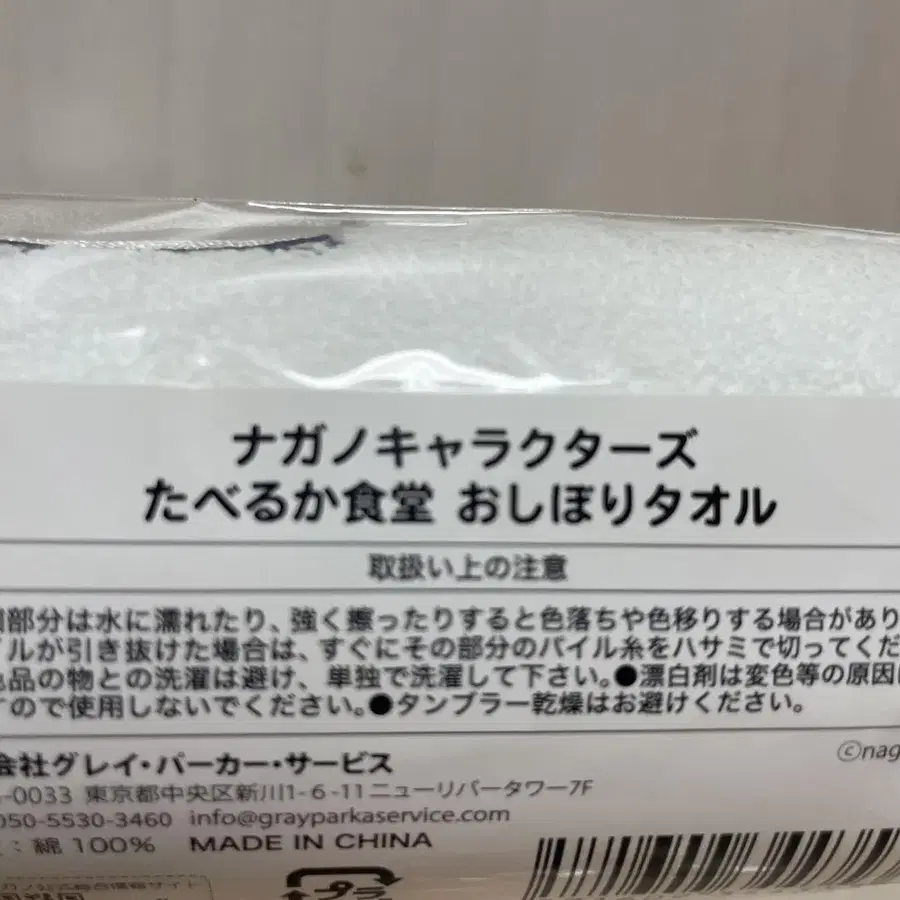 ナガノキャラクターズ
たべるか食堂 おしぼりタオル
取扱い上の注意
部分は水に濡れたり、強く擦ったりすると色落ちや色移りする場合があり
ルが引き抜けた場合は、すぐにその部分のパイル糸をハサミで切ってくだ
品の物との洗濯は避け、単独で洗濯して下さい。●漂白剤は変色等の原因
ので使用しないでください。●タンブラー乾燥はお避けください。
会社グレイ・パーカー・サービス
ⓒnag
-0033 東京都中央区新川1-6-11ニューリバータワー7F
050-5530-3460 info@grayparkaservice.com
：綿100% MADE IN CHINA
プラ